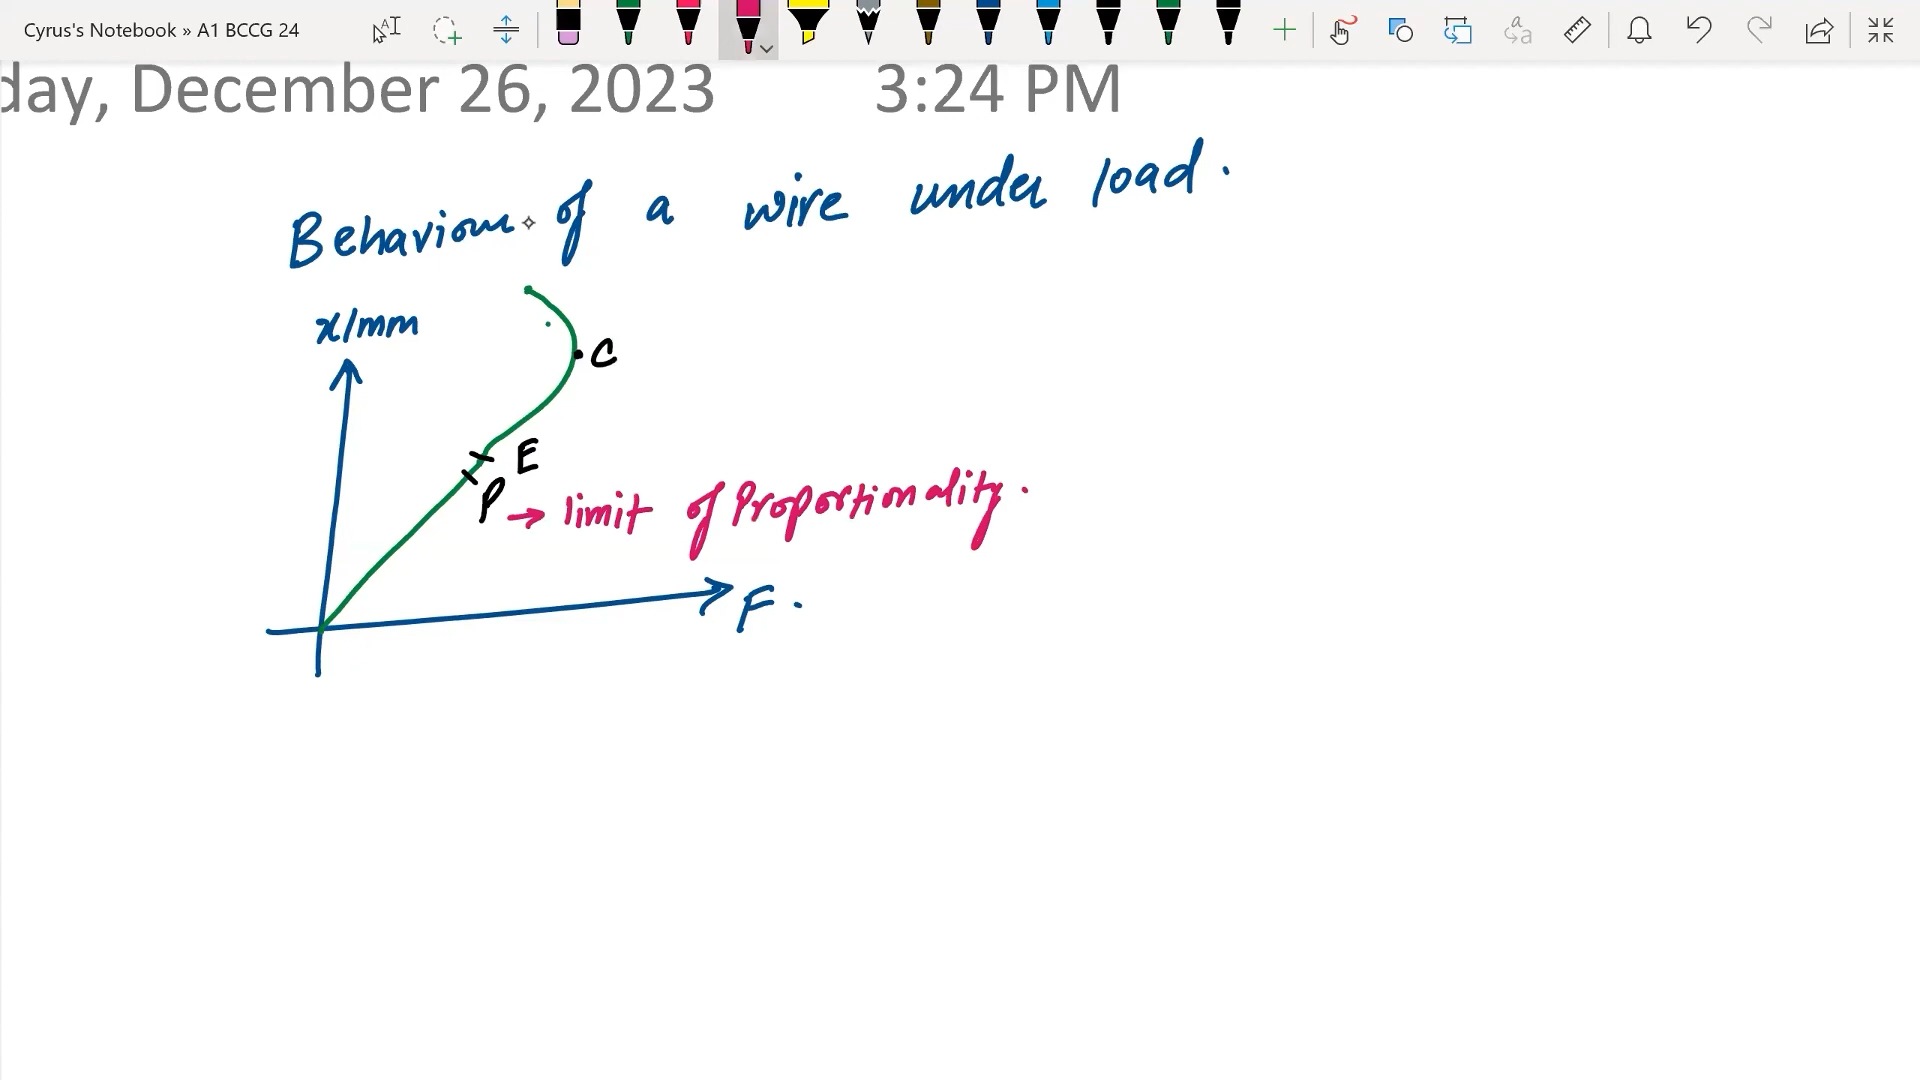 Cyrus's Notebook » A1 BCCG 24
day, December 26, 2023 3:24 PM
Behaviour of a wire under load.
x/mm
C
E
P → limit of Proportionality.
F.